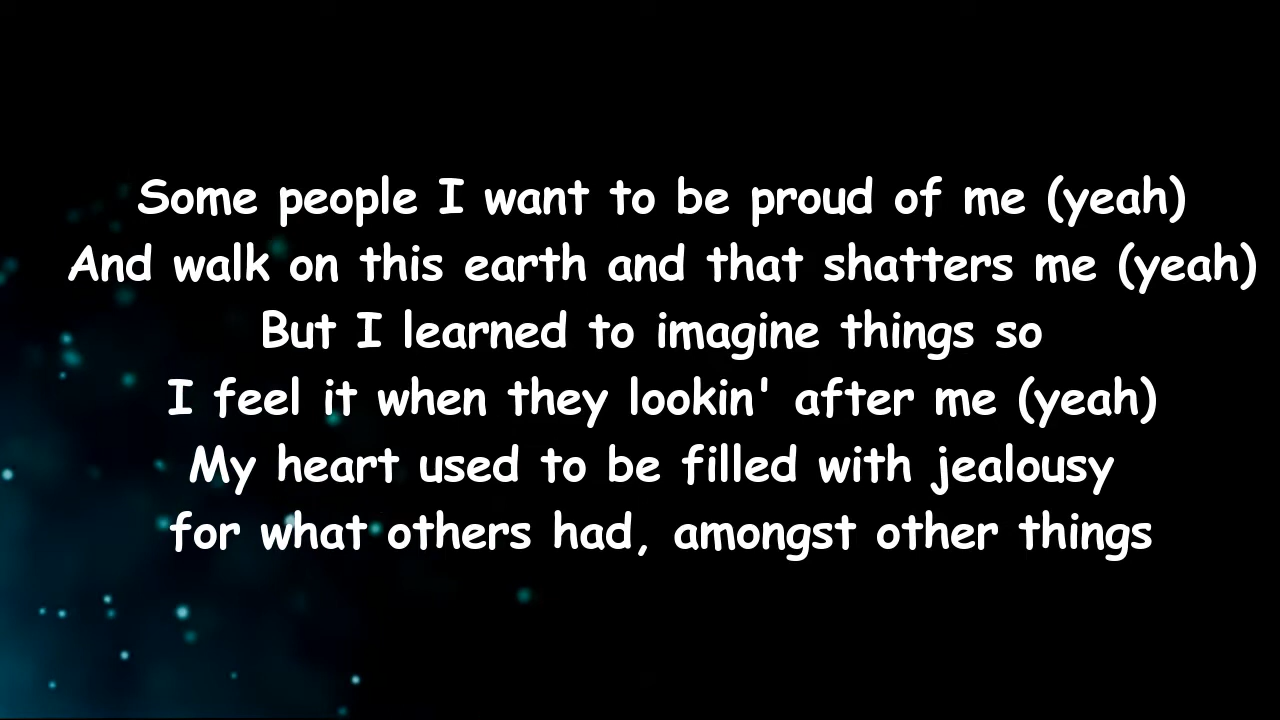 Some people I want to be proud of me (yeah)
And walk on this earth and that shatters me (yeah)
But I learned to imagine things so
I feel it when they lookin' after me (yeah)
My heart used to be filled with jealousy
for what others had, amongst other things